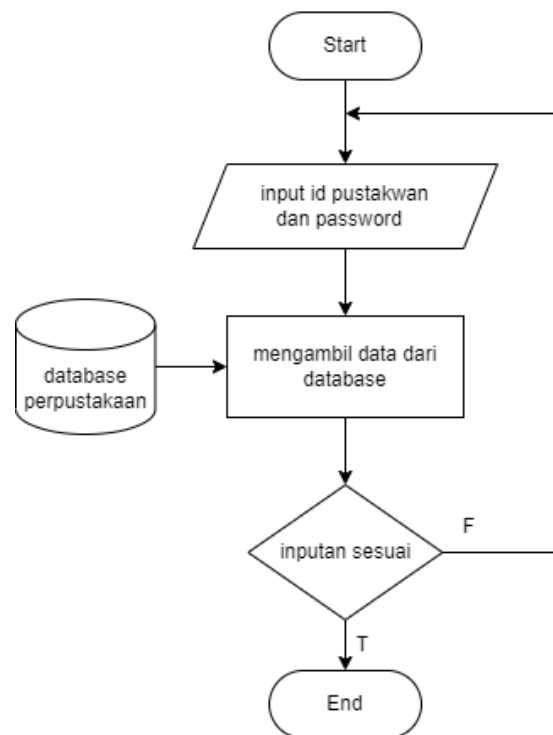 Start
input id pustakwan
dan password
mengambil data dari
database
database
perpustakaan
inputan sesuai
F
T
End